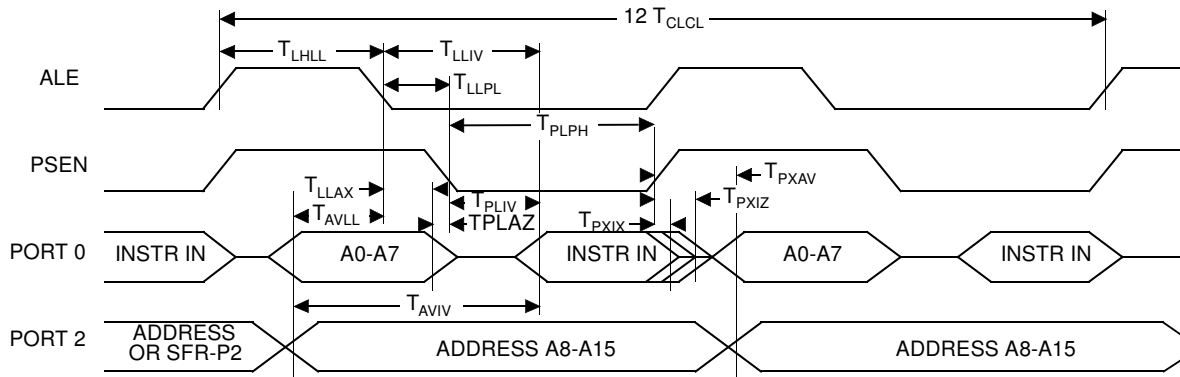 12 TCLCL
TLHLL TLLIV
ALE
TLLPL
TPLPH
PSEN
TLLAX TPXAV
TPLIV TPXIZ
TAVLL TPLAZ TPXIX
PORT 0 INSTR IN A0-A7 INSTR IN A0-A7 INSTR IN
TAVIV
PORT 2 ADDRESS OR SFR-P2 ADDRESS A8-A15 ADDRESS A8-A15